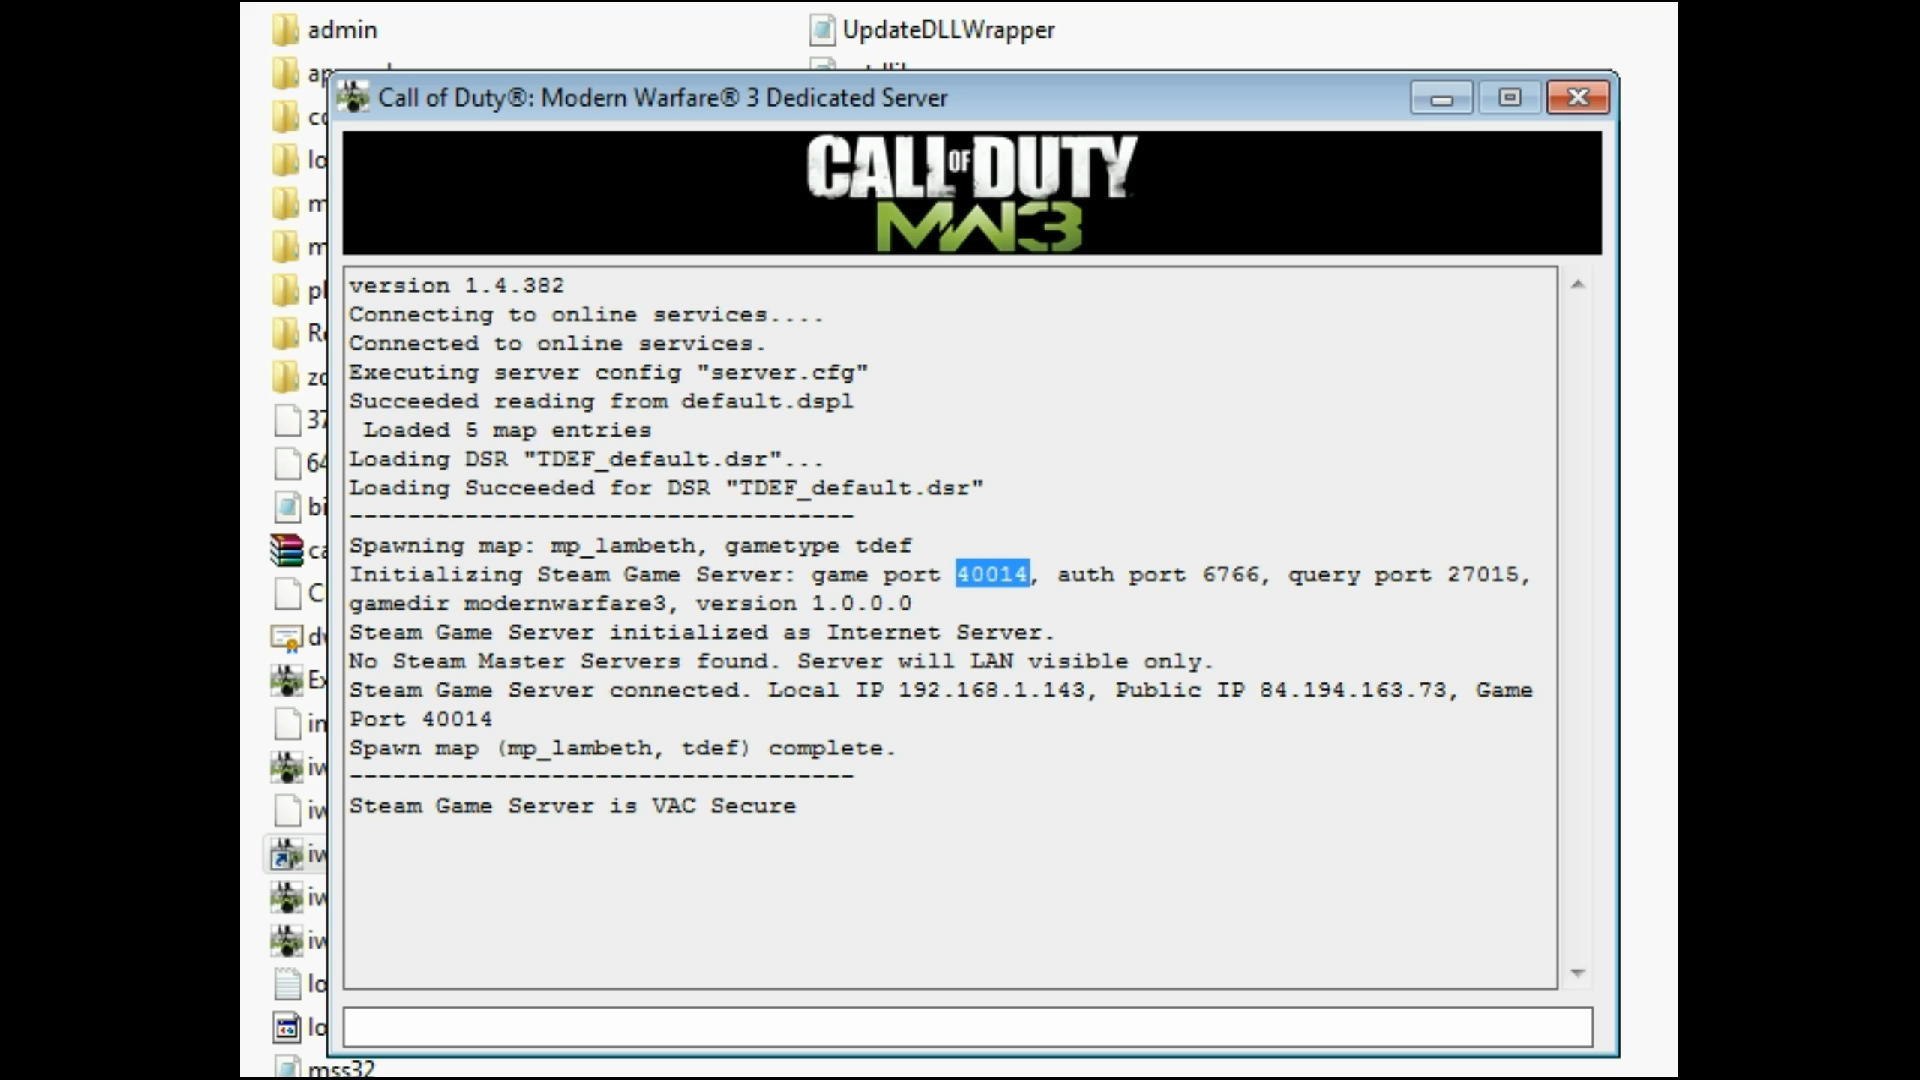 admin
UpdateDLLWrapper
Call of Duty®: Modern Warfare® 3 Dedicated Server
CALL OF DUTY
MW3
version 1.4.382
Connecting to online services....
Connected to online services.
Executing server config "server.cfg"
Succeeded reading from default.dspl
Loaded 5 map entries
Loading DSR "TDEF_default.dsr"...
Loading Succeeded for DSR "TDEF_default.dsr"
-----------------------------------
Spawning map: mp_lambeth, gametype tdef
Initializing Steam Game Server: game port 40014, auth port 6766, query port 27015,
gamedir modernwarfare3, version 1.0.0.0
Steam Game Server initialized as Internet Server.
No Steam Master Servers found. Server will LAN visible only.
Steam Game Server connected. Local IP 192.168.1.143, Public IP 84.194.163.73, Game
Port 40014
Spawn map (mp_lambeth, tdef) complete.
-----------------------------------
Steam Game Server is VAC Secure
mss32